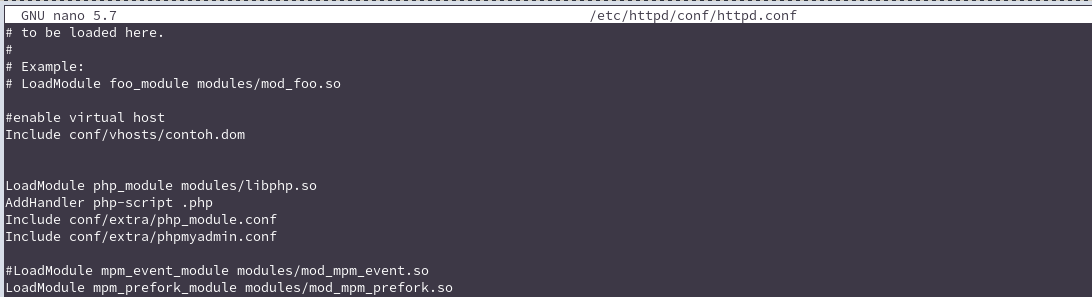 GNU nano 5.7 /etc/httpd/conf/httpd.conf
# to be loaded here.
#
# Example:
# LoadModule foo_module modules/mod_foo.so
#enable virtual host
Include conf/vhosts/contoh.dom
LoadModule php_module modules/libphp.so
AddHandler php-script .php
Include conf/extra/php_module.conf
Include conf/extra/phpmyadmin.conf
#LoadModule mpm_event_module modules/mod_mpm_event.so
LoadModule mpm_prefork_module modules/mod_mpm_prefork.so